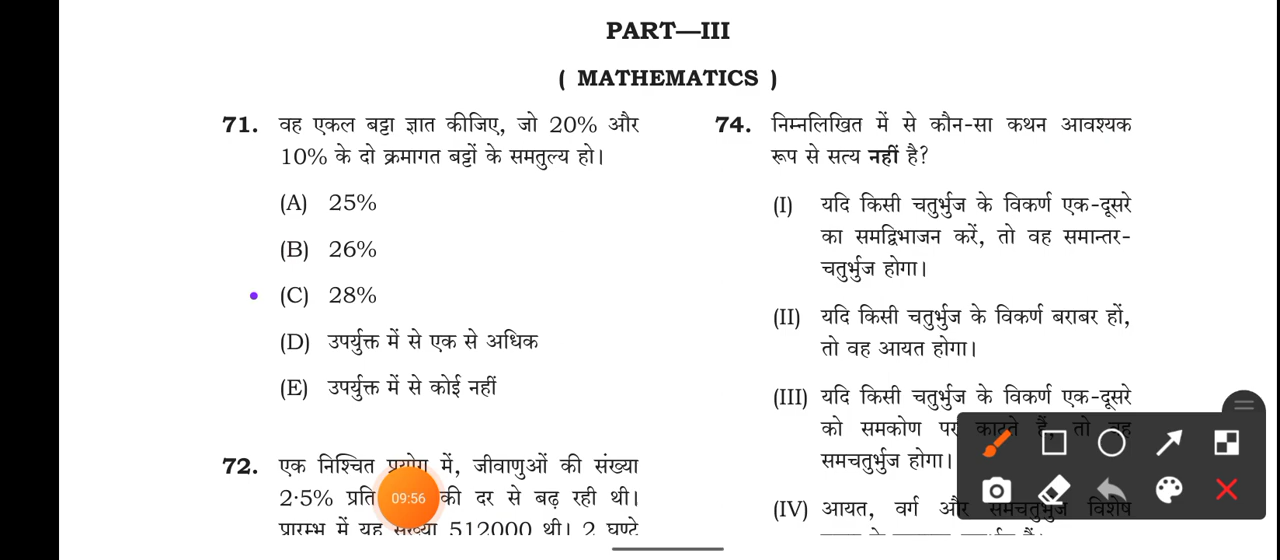 PART—III
( MATHEMATICS )
71. वह एकल बट्टा ज्ञात कीजिए, जो 20% और
10% के दो क्रमागत बट्टों के समतुल्य हो।
(A) 25%
(B) 26%
(C) 28%
(D) उपर्युक्त में से एक से अधिक
(E) उपर्युक्त में से कोई नहीं
72. एक निश्चित प्रयोग में, जीवाणुओं की संख्या
2·5% प्रति की दर से बढ़ रही थी।
प्रारम्भ में यह संख्या 512000 थी। 2 घण्टे
09:56
74. निम्नलिखित में से कौन-सा कथन आवश्यक
रूप से सत्य नहीं है?
(I) यदि किसी चतुर्भुज के विकर्ण एक-दूसरे
का समद्विभाजन करें, तो वह समान्तर-
चतुर्भुज होगा।
(II) यदि किसी चतुर्भुज के विकर्ण बराबर हों,
तो वह आयत होगा।
(III) यदि किसी चतुर्भुज के विकर्ण एक-दूसरे
को समकोण पर काटते हैं, तो वह
समचतुर्भुज होगा।
(IV) आयत, वर्ग और समचतुर्भुज विशेष